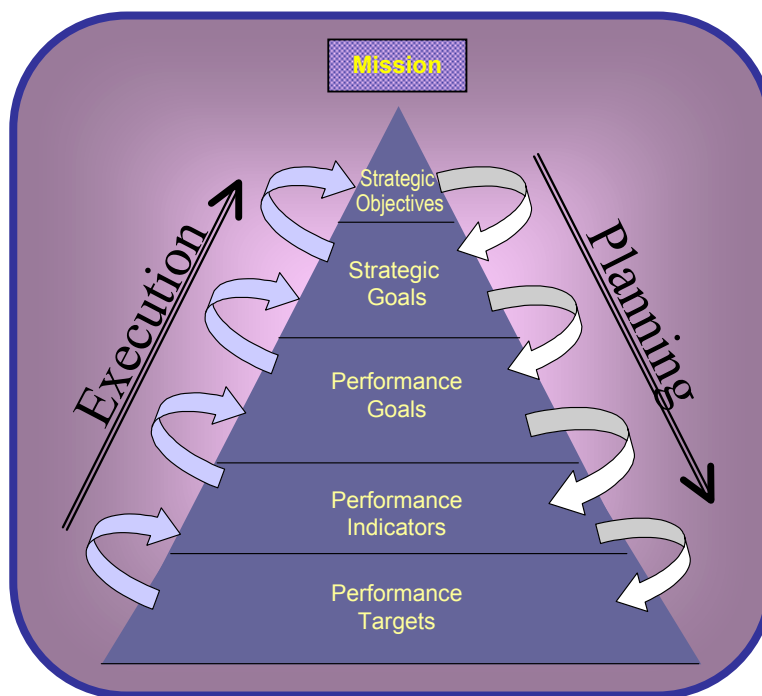 Mission
Strategic
Objectives
Strategic
Goals
Performance
Goals
Performance
Indicators
Performance
Targets
Execution
Planning